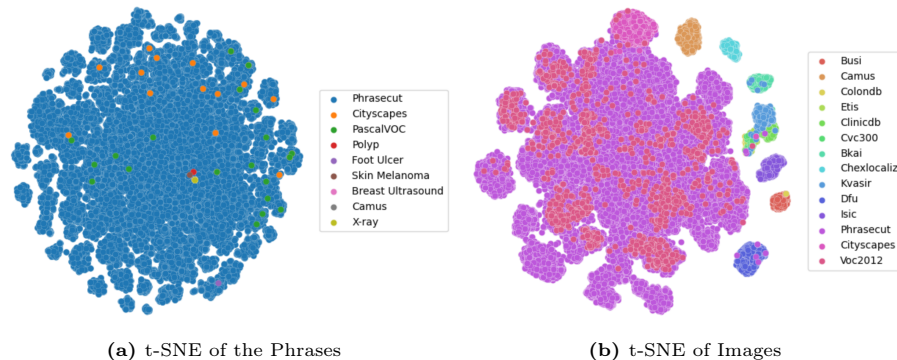 Phrasecut
Cityscapes
PascalVOC
Polyp
Foot Ulcer
Skin Melanoma
Breast Ultrasound
Camus
X-ray
Busi
Camus
Colondb
Etis
Clinicdb
Cvc300
Bkai
Chexlocaliz
Kvasir
Dfu
Isic
Phrasecut
Cityscapes
Voc2012
(a) t-SNE of the Phrases
(b) t-SNE of Images